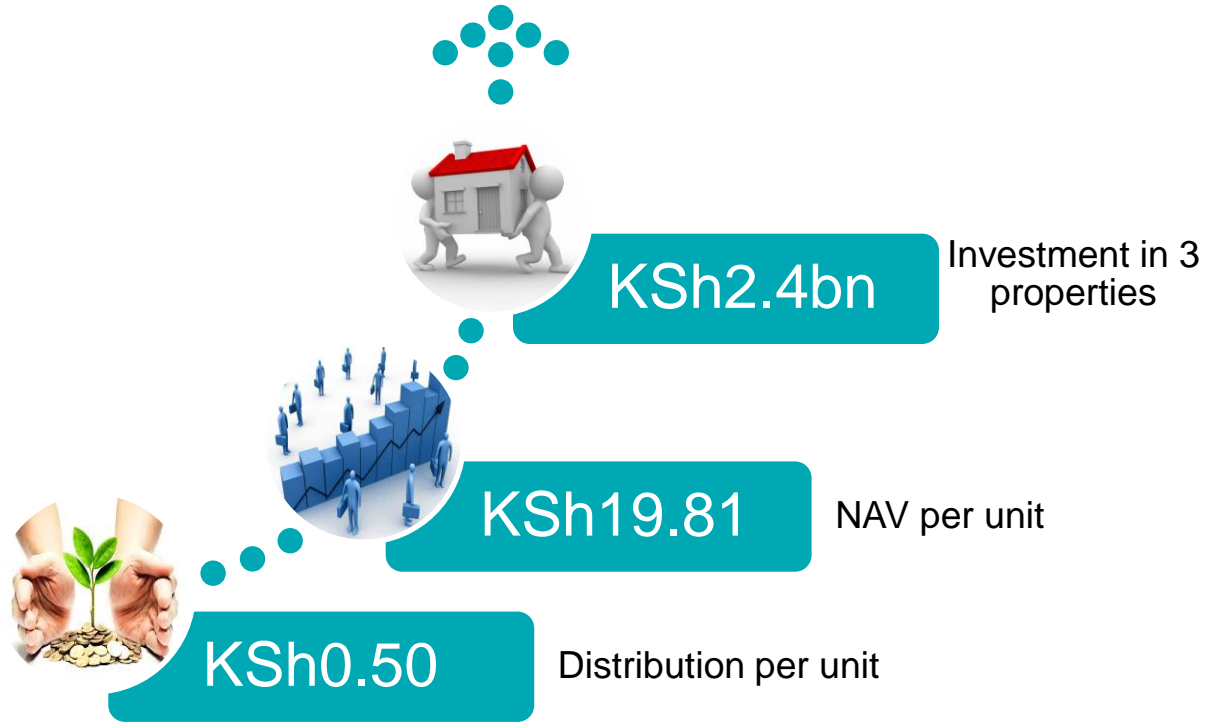 KSh2.4bn
Investment in 3
properties
KSh19.81
NAV per unit
KSh0.50
Distribution per unit